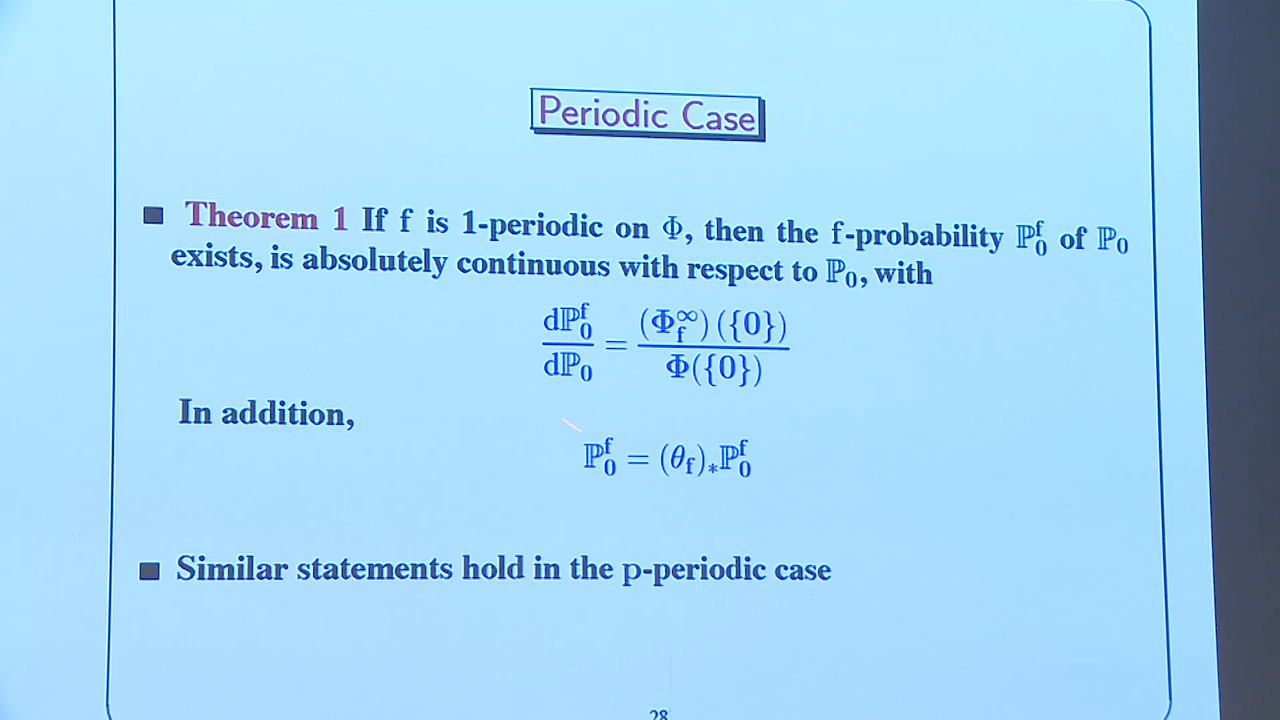 Periodic Case
■ Theorem 1 If f is 1-periodic on Φ, then the f-probability ℙ₀ᶠ of ℙ₀
exists, is absolutely continuous with respect to ℙ₀, with
dℙ₀ᶠ/dℙ₀ = (Φ_f^∞)({0})/Φ({0})
In addition,
ℙ₀ᶠ = (θ_f)_*ℙ₀ᶠ
■ Similar statements hold in the p-periodic case
28